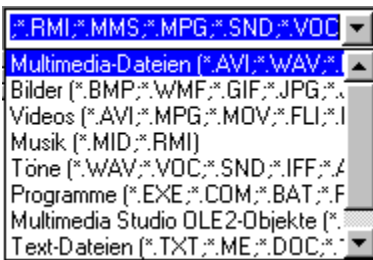 ;*.RMI;*.MMS;*.MPG;*.SND;*.VOC
Multimedia-Dateien (*.AVI;*.WAV;*.
Bilder (*.BMP;*.WMF;*.GIF;*.JPG;*.
Videos (*.AVI;*.MPG;*.MOV;*.FLI;*.
Musik (*.MID;*.RMI)
Töne (*.WAV;*.VOC;*.SND;*.IFF;*.
Programme (*.EXE;*.COM;*.BAT;*.
Multimedia Studio OLE2-Objekte (*.
Text-Dateien (*.TXT;*.ME;*.DOC;*.